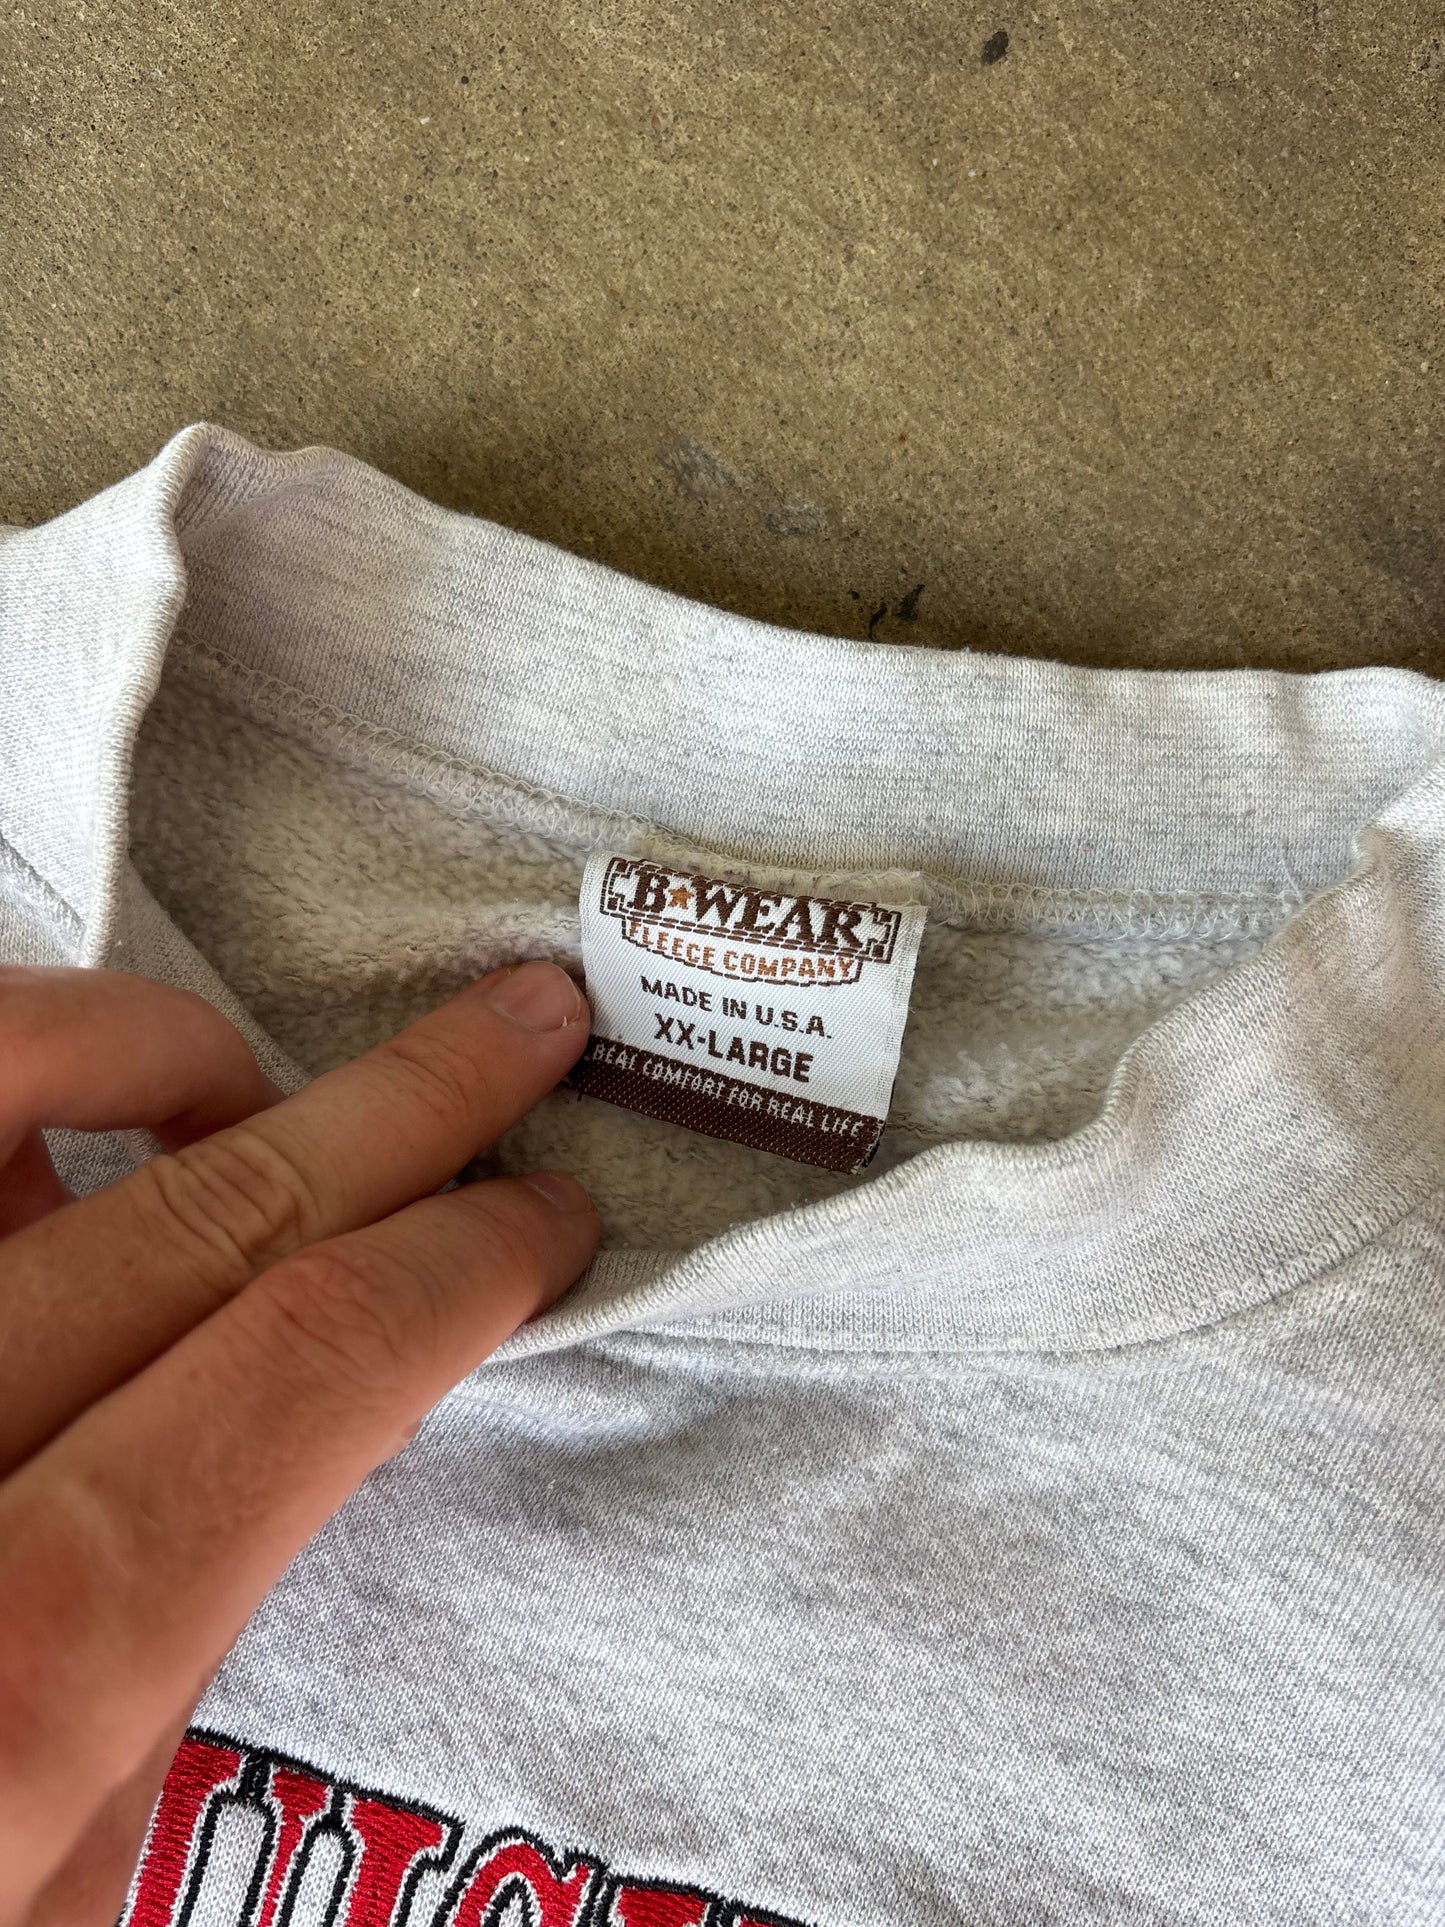 B★WEAR
FLEECE COMPANY
MADE IN U.S.A.
XX-LARGE
REAL COMFORT FOR REAL LIFE